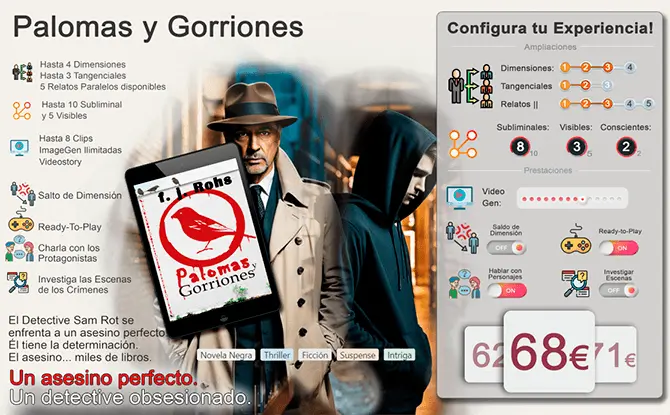 Palomas y Gorriones
Hasta 4 Dimensiones
Hasta 3 Tangenciales
5 Relatos Paralelos disponibles
Hasta 10 Subliminal
y 5 Visibles
Hasta 8 Clips
ImageGen Ilimitadas
Videostory
Salto de Dimensión
Ready-To-Play
Charla con los
Protagonistas
Investiga las Escenas
de los Crímenes
El Detective Sam Rot se
enfrenta a un asesino perfecto.
Él tiene la determinación.
El asesino... miles de libros.
Un asesino perfecto.
Un detective obsesionado.
f. J. Rohs
Palomas y
Gorriones
Novela Negra
Thriller
Ficción
Suspense
Intriga
Configura tu Experiencia!
Ampliaciones
Dimensiones: 1 2 3 4
Tangenciales 1 2 3
Relatos || 1 2 3 4 5
Subliminales: Visibles: Conscientes:
8 /10 3 /5 2 /2
Prestaciones
Video
Gen:
Saldo de
Dimensión
OFF
Ready-to-Play
ON
Hablar con
Personajes
ON
Investigar
Escenas
OFF
62 68€ 71€